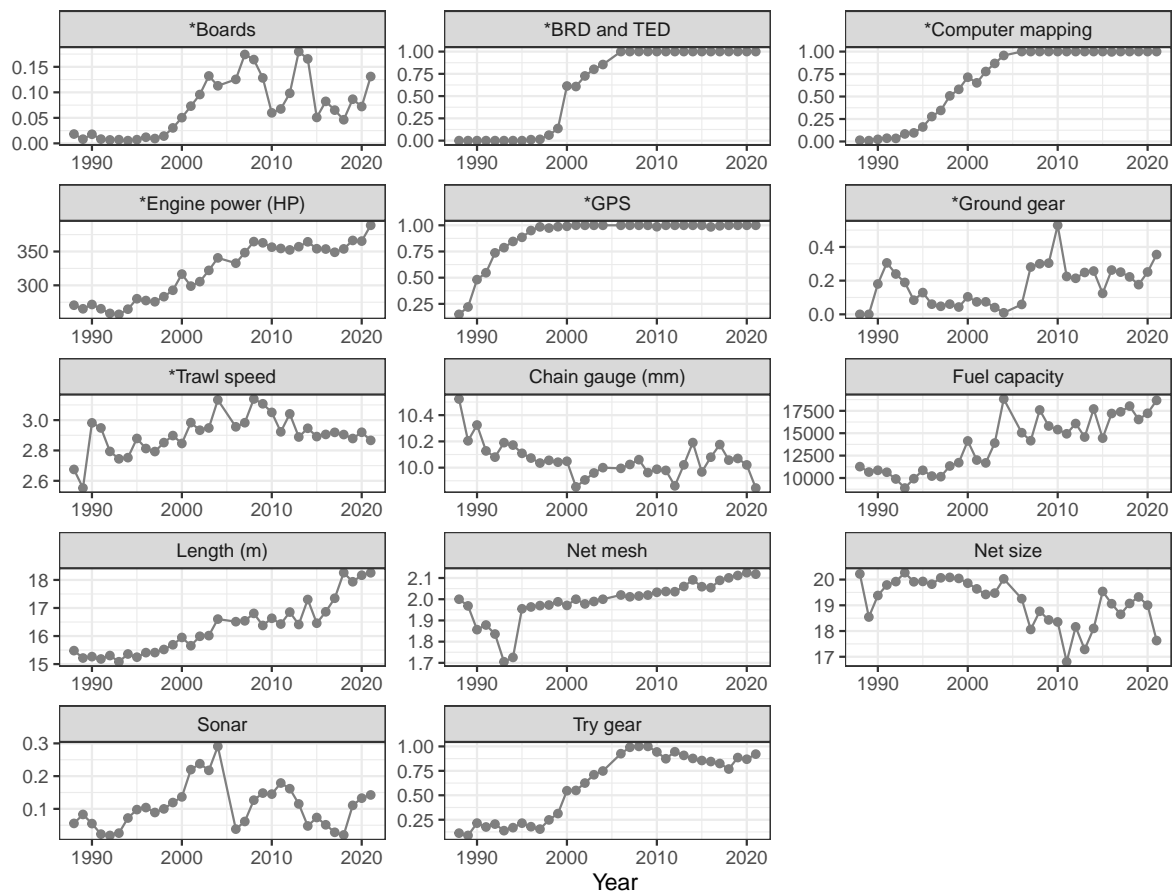 *Boards
*BRD and TED
*Computer mapping
0.15
0.10
0.05
0.00
1990 2000 2010 2020
1.00
0.75
0.50
0.25
0.00
1990 2000 2010 2020
1.00
0.75
0.50
0.25
0.00
1990 2000 2010 2020
*Engine power (HP)
*GPS
*Ground gear
350
300
1990 2000 2010 2020
1.00
0.75
0.50
0.25
1990 2000 2010 2020
0.4
0.2
0.0
1990 2000 2010 2020
*Trawl speed
Chain gauge (mm)
Fuel capacity
3.0
2.8
2.6
1990 2000 2010 2020
10.4
10.2
10.0
1990 2000 2010 2020
17500
15000
12500
10000
1990 2000 2010 2020
Length (m)
Net mesh
Net size
18
17
16
15
1990 2000 2010 2020
2.1
2.0
1.9
1.8
1.7
1990 2000 2010 2020
20
19
18
17
1990 2000 2010 2020
Sonar
Try gear
0.3
0.2
0.1
1990 2000 2010 2020
1.00
0.75
0.50
0.25
1990 2000 2010 2020
Year